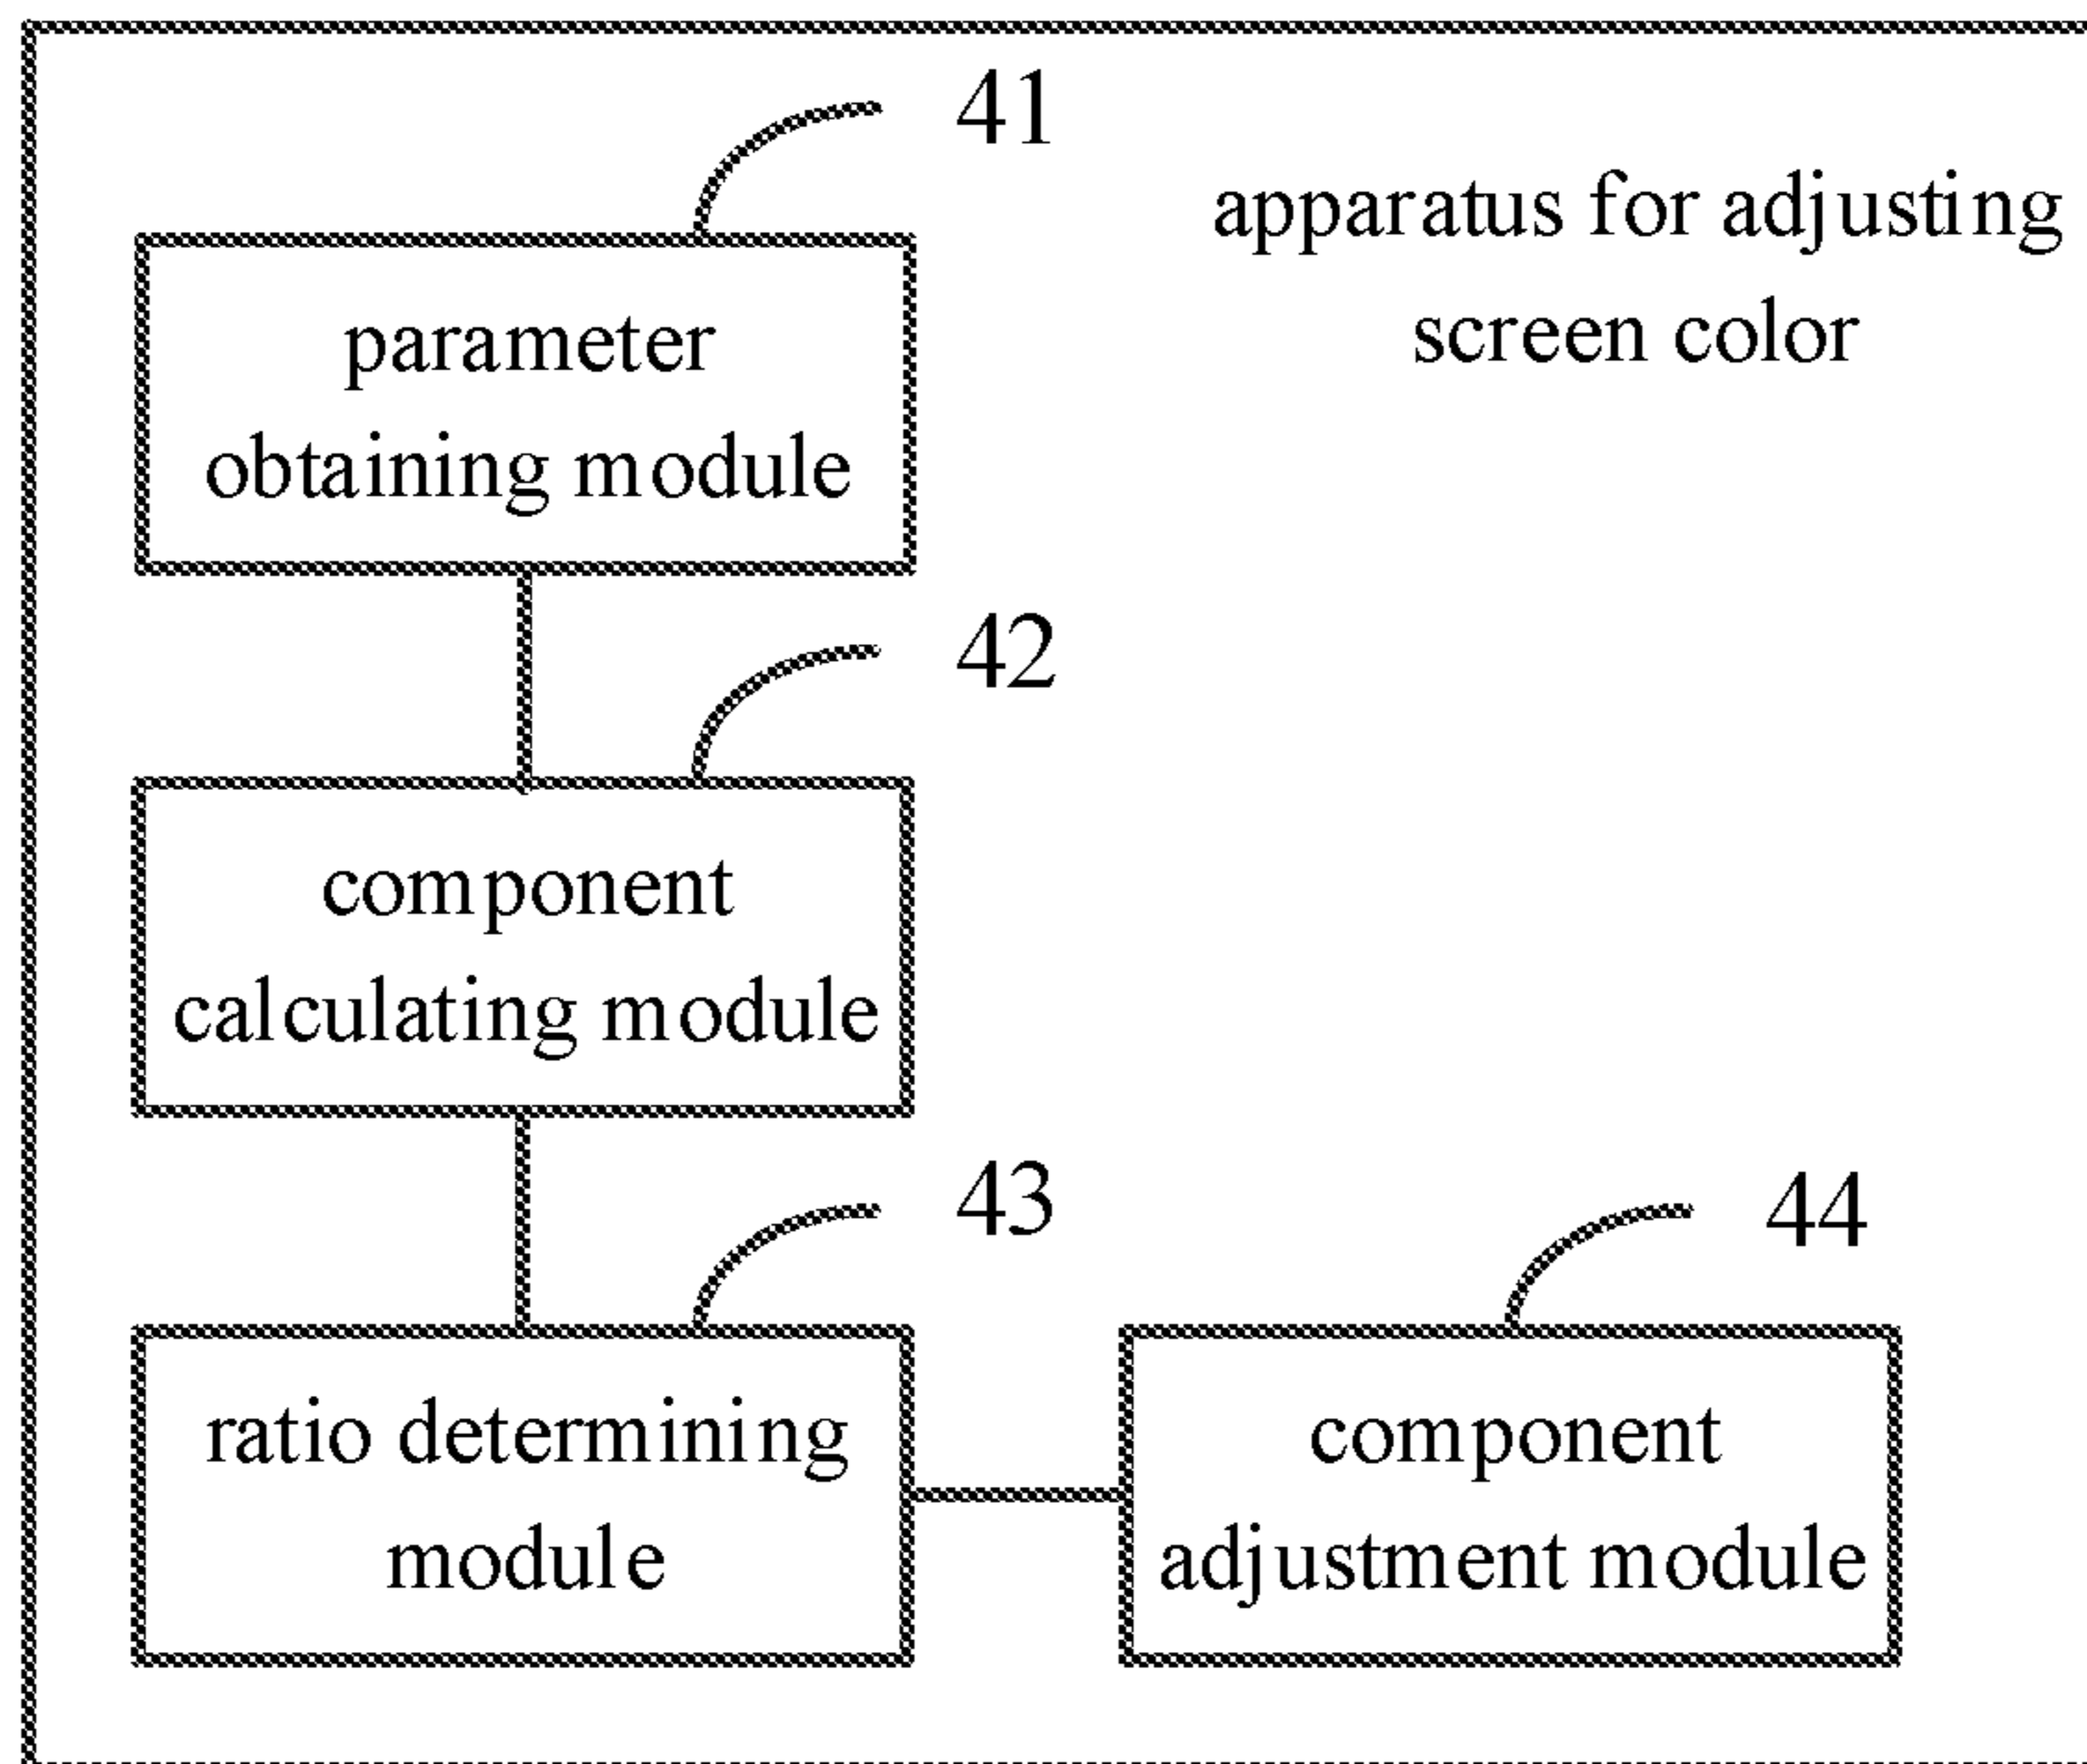 41
apparatus for adjusting
screen color
parameter
obtaining module
42
component
calculating module
43
44
ratio determining
module
component
adjustment module